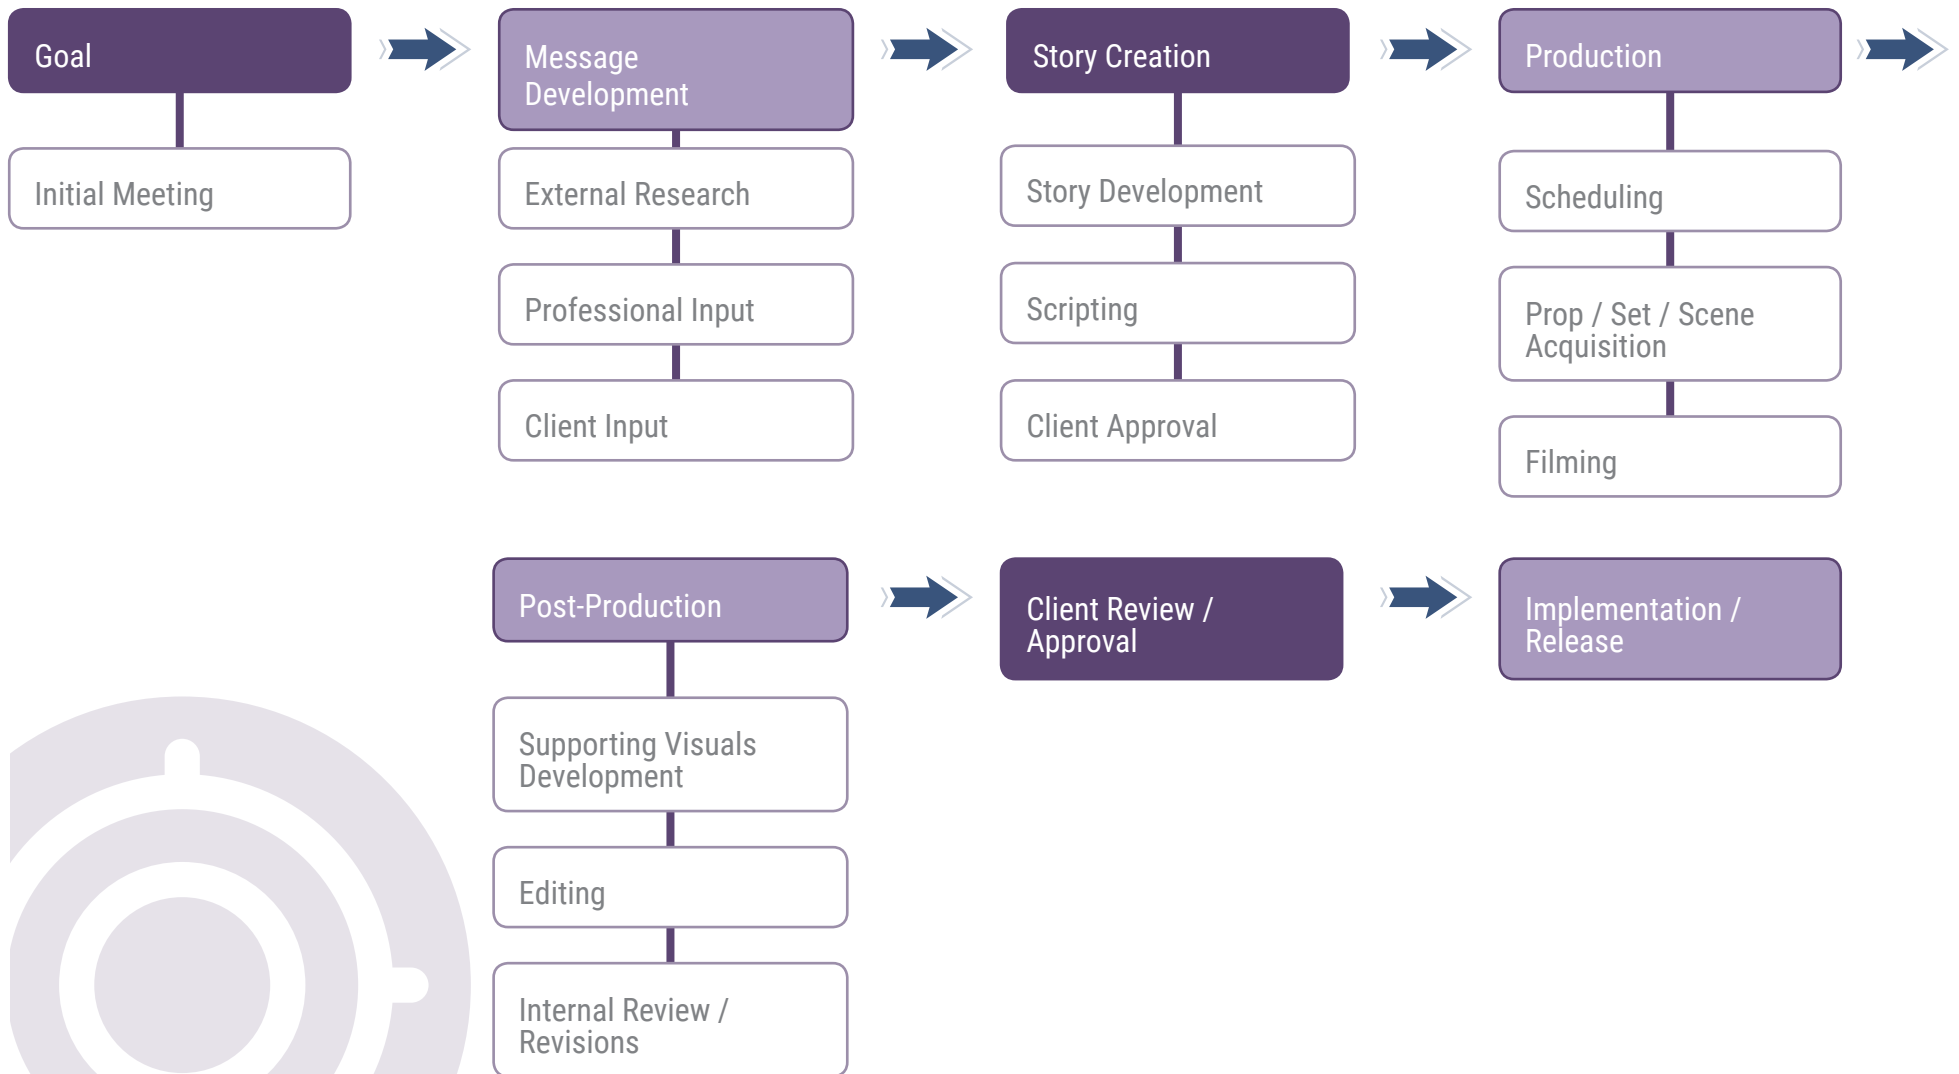 Goal
Initial Meeting
Message
Development
External Research
Professional Input
Client Input
Story Creation
Story Development
Scripting
Client Approval
Production
Scheduling
Prop / Set / Scene
Acquisition
Filming
Post-Production
Supporting Visuals
Development
Editing
Internal Review /
Revisions
Client Review /
Approval
Implementation /
Release